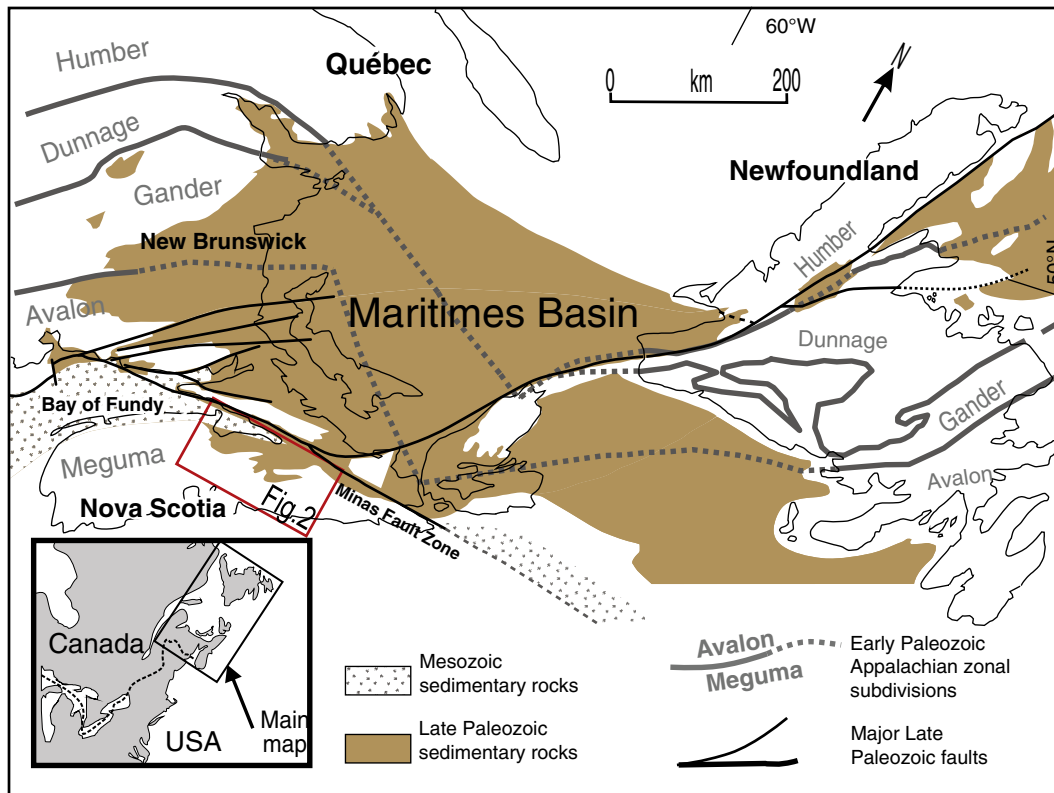 60°W
N
Québec
0
km
200
Humber
Dunnage
Gander
Newfoundland
New Brunswick
Humber
50°N
Avalon
Maritimes Basin
Dunnage
Bay of Fundy
Gander
Meguma
Avalon
Nova Scotia
Fig.2
Minas Fault Zone
Canada
USA
Main
map
Mesozoic
sedimentary rocks
Late Paleozoic
sedimentary rocks
Avalon
Meguma
Early Paleozoic
Appalachian zonal
subdivisions
Major Late
Paleozoic faults